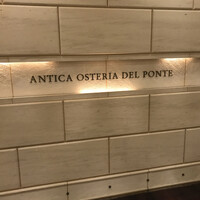 ANTICA OSTERIA DEL PONTE